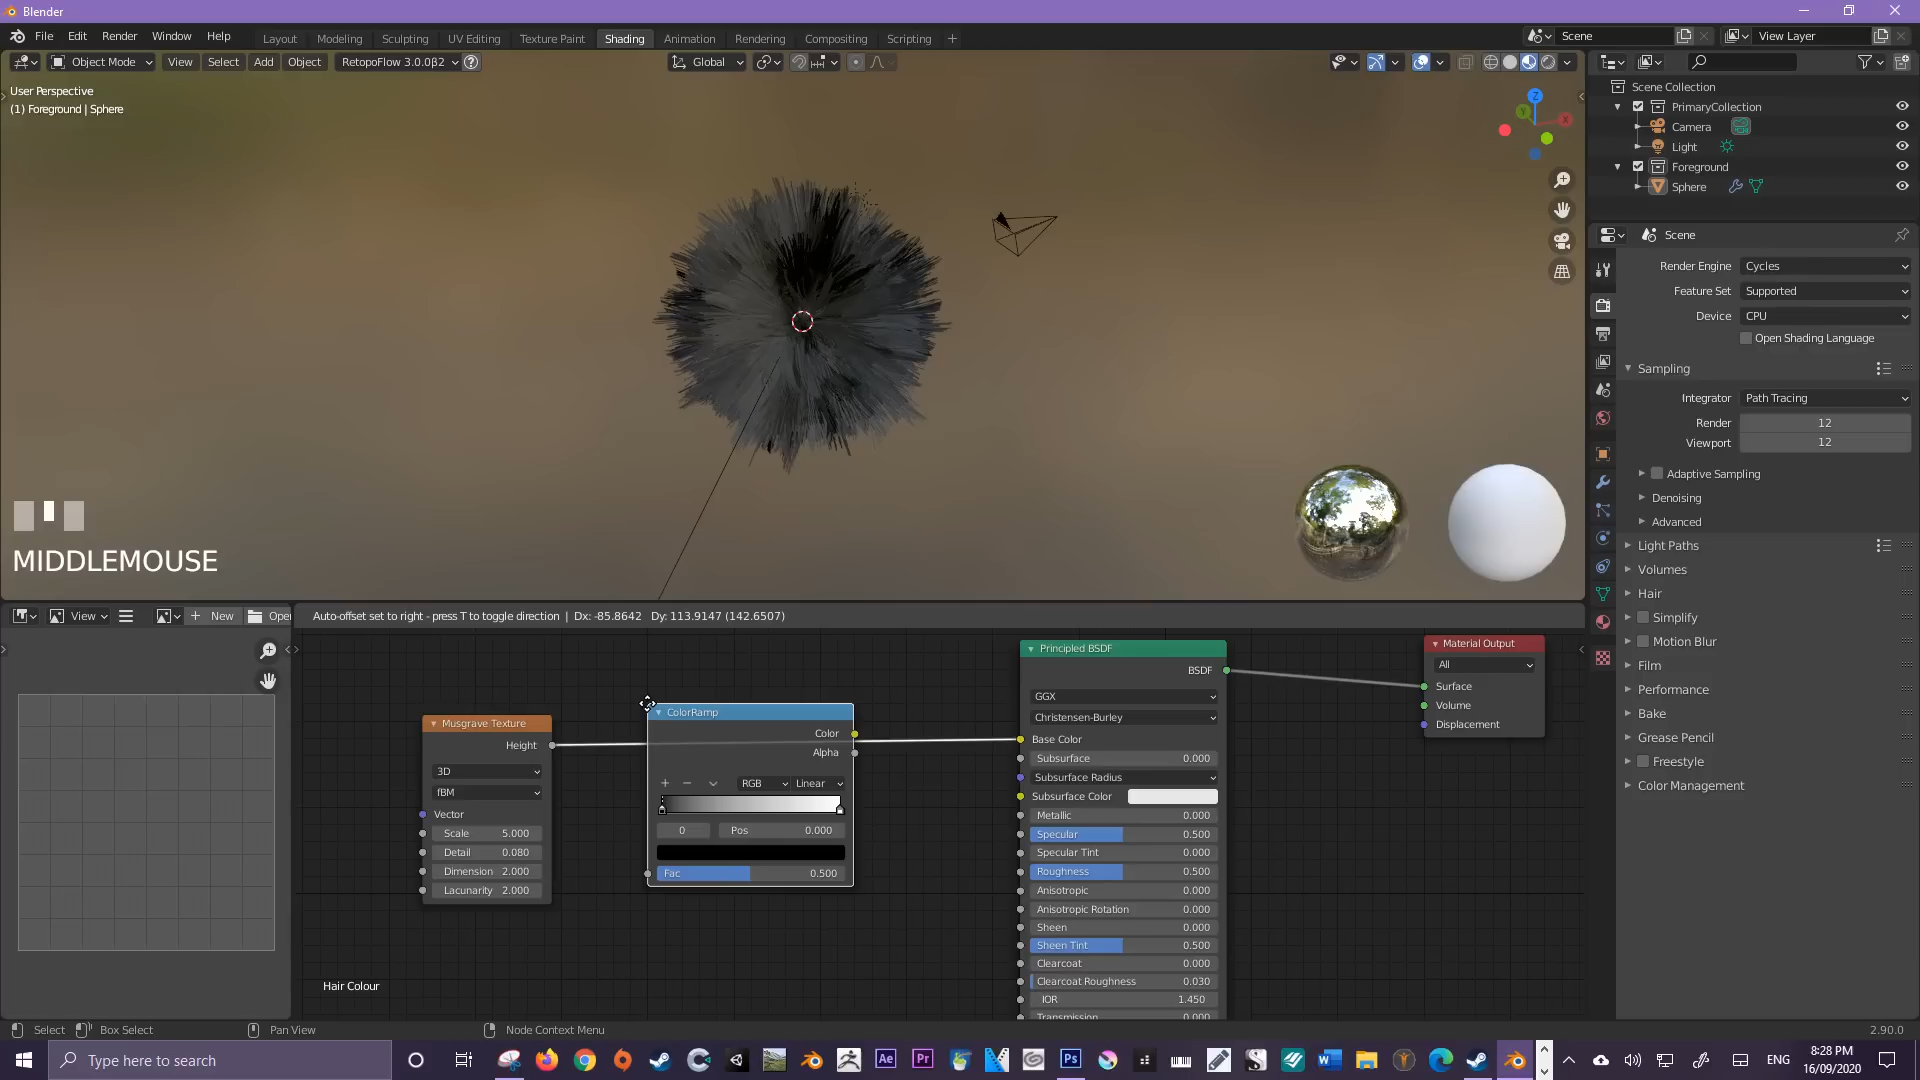 Blender
File Edit Render Window Help
Layout Modeling Sculpting UV Editing Texture Paint Shading Animation Rendering Compositing Scripting +
Scene
View Layer
Object Mode View Select Add Object RetopoFlow 3.0.0β2 ?
Global
User Perspective
(1) Foreground | Sphere
Z
Y
X
MIDDLEMOUSE
Scene Collection
PrimaryCollection
Camera
Light
Foreground
Sphere
Scene
Render Engine Cycles
Feature Set Supported
Device CPU
Open Shading Language
Sampling
Integrator Path Tracing
Render 12
Viewport 12
Adaptive Sampling
Denoising
Advanced
Light Paths
Volumes
Hair
Simplify
Motion Blur
Film
Performance
Bake
Grease Pencil
Freestyle
Color Management
View + New Open
Auto-offset set to right - press T to toggle direction | Dx: -85.8642 Dy: 113.9147 (142.6507)
Musgrave Texture
Height
3D
fBM
Vector
Scale 5.000
Detail 0.080
Dimension 2.000
Lacunarity 2.000
ColorRamp
Color
Alpha
+ - RGB Linear
0 Pos 0.000
Fac 0.500
Principled BSDF
BSDF
GGX
Christensen-Burley
Base Color
Subsurface 0.000
Subsurface Radius
Subsurface Color
Metallic 0.000
Specular 0.500
Specular Tint 0.000
Roughness 0.500
Anisotropic 0.000
Anisotropic Rotation 0.000
Sheen 0.000
Sheen Tint 0.500
Clearcoat 0.000
Clearcoat Roughness 0.030
IOR 1.450
Transmission 0.000
Material Output
All
Surface
Volume
Displacement
Hair Colour
Select Box Select Pan View Node Context Menu 2.90.0
Type here to search
Ae Pr Ps
ENG
8:28 PM
16/09/2020